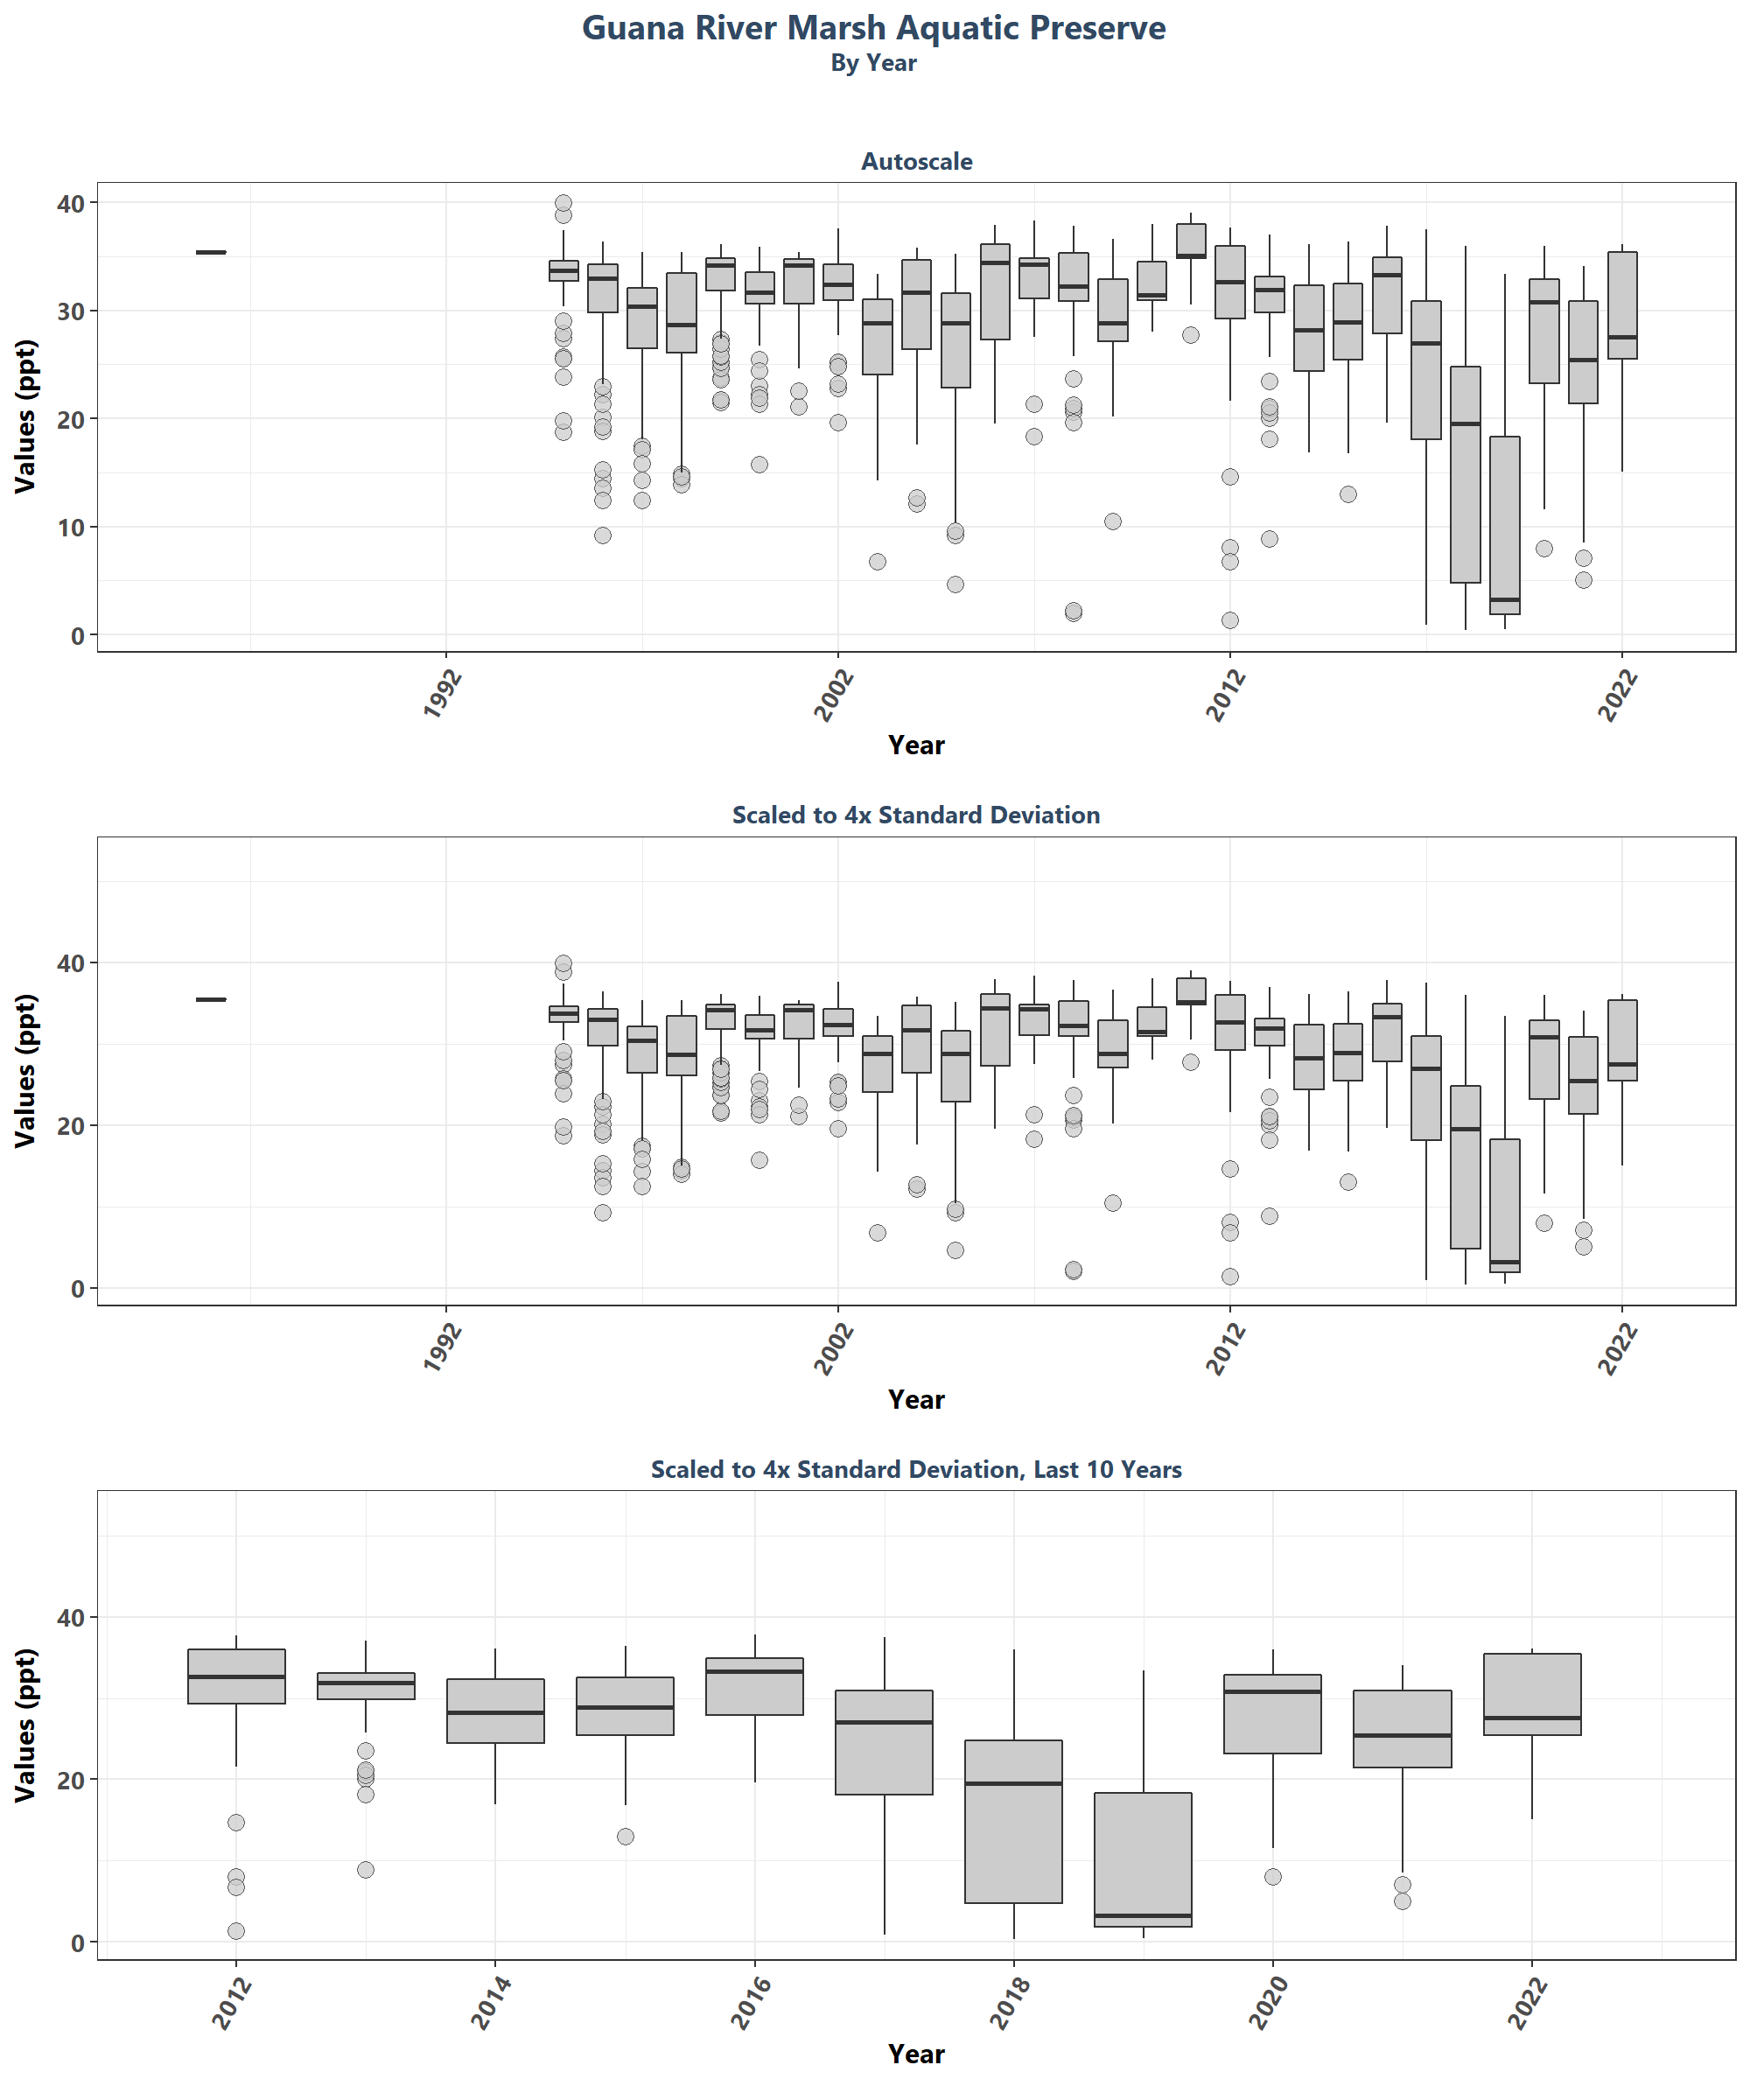 Guana River Marsh Aquatic Preserve
By Year
Autoscale
Values (ppt)
40
30
20
10
0
1992
2002
2012
2022
Year
Scaled to 4x Standard Deviation
Values (ppt)
40
20
0
1992
2002
2012
2022
Year
Scaled to 4x Standard Deviation, Last 10 Years
Values (ppt)
40
20
0
2012
2014
2016
2018
2020
2022
Year